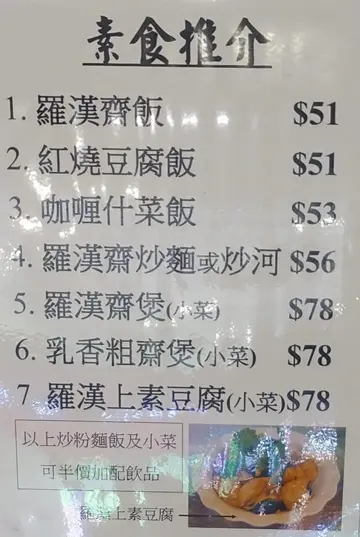 素食推介
1. 羅漢齋飯 $51
2. 紅燒豆腐飯 $51
3. 咖喱什菜飯 $53
4. 羅漢齋炒麵或炒河 $56
5. 羅漢齋煲(小菜) $78
6. 乳香粗齋煲(小菜) $78
7 羅漢上素豆腐(小菜)$78
以上炒粉麵飯及小菜
可半價加配飲品
羅漢上素豆腐